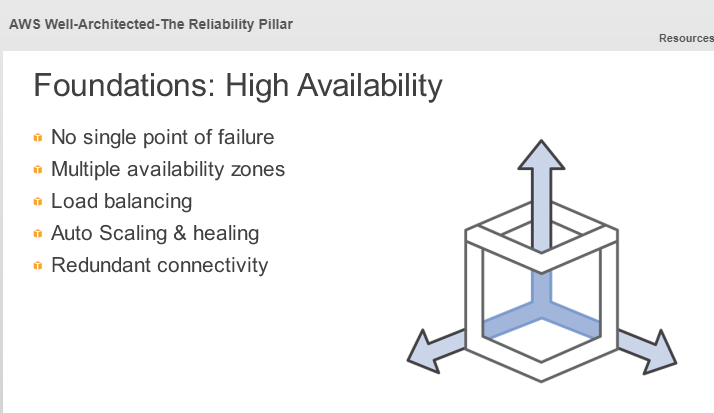 AWS Well-Architected-The Reliability Pillar
Resources
Foundations: High Availability
No single point of failure
Multiple availability zones
Load balancing
Auto Scaling & healing
Redundant connectivity